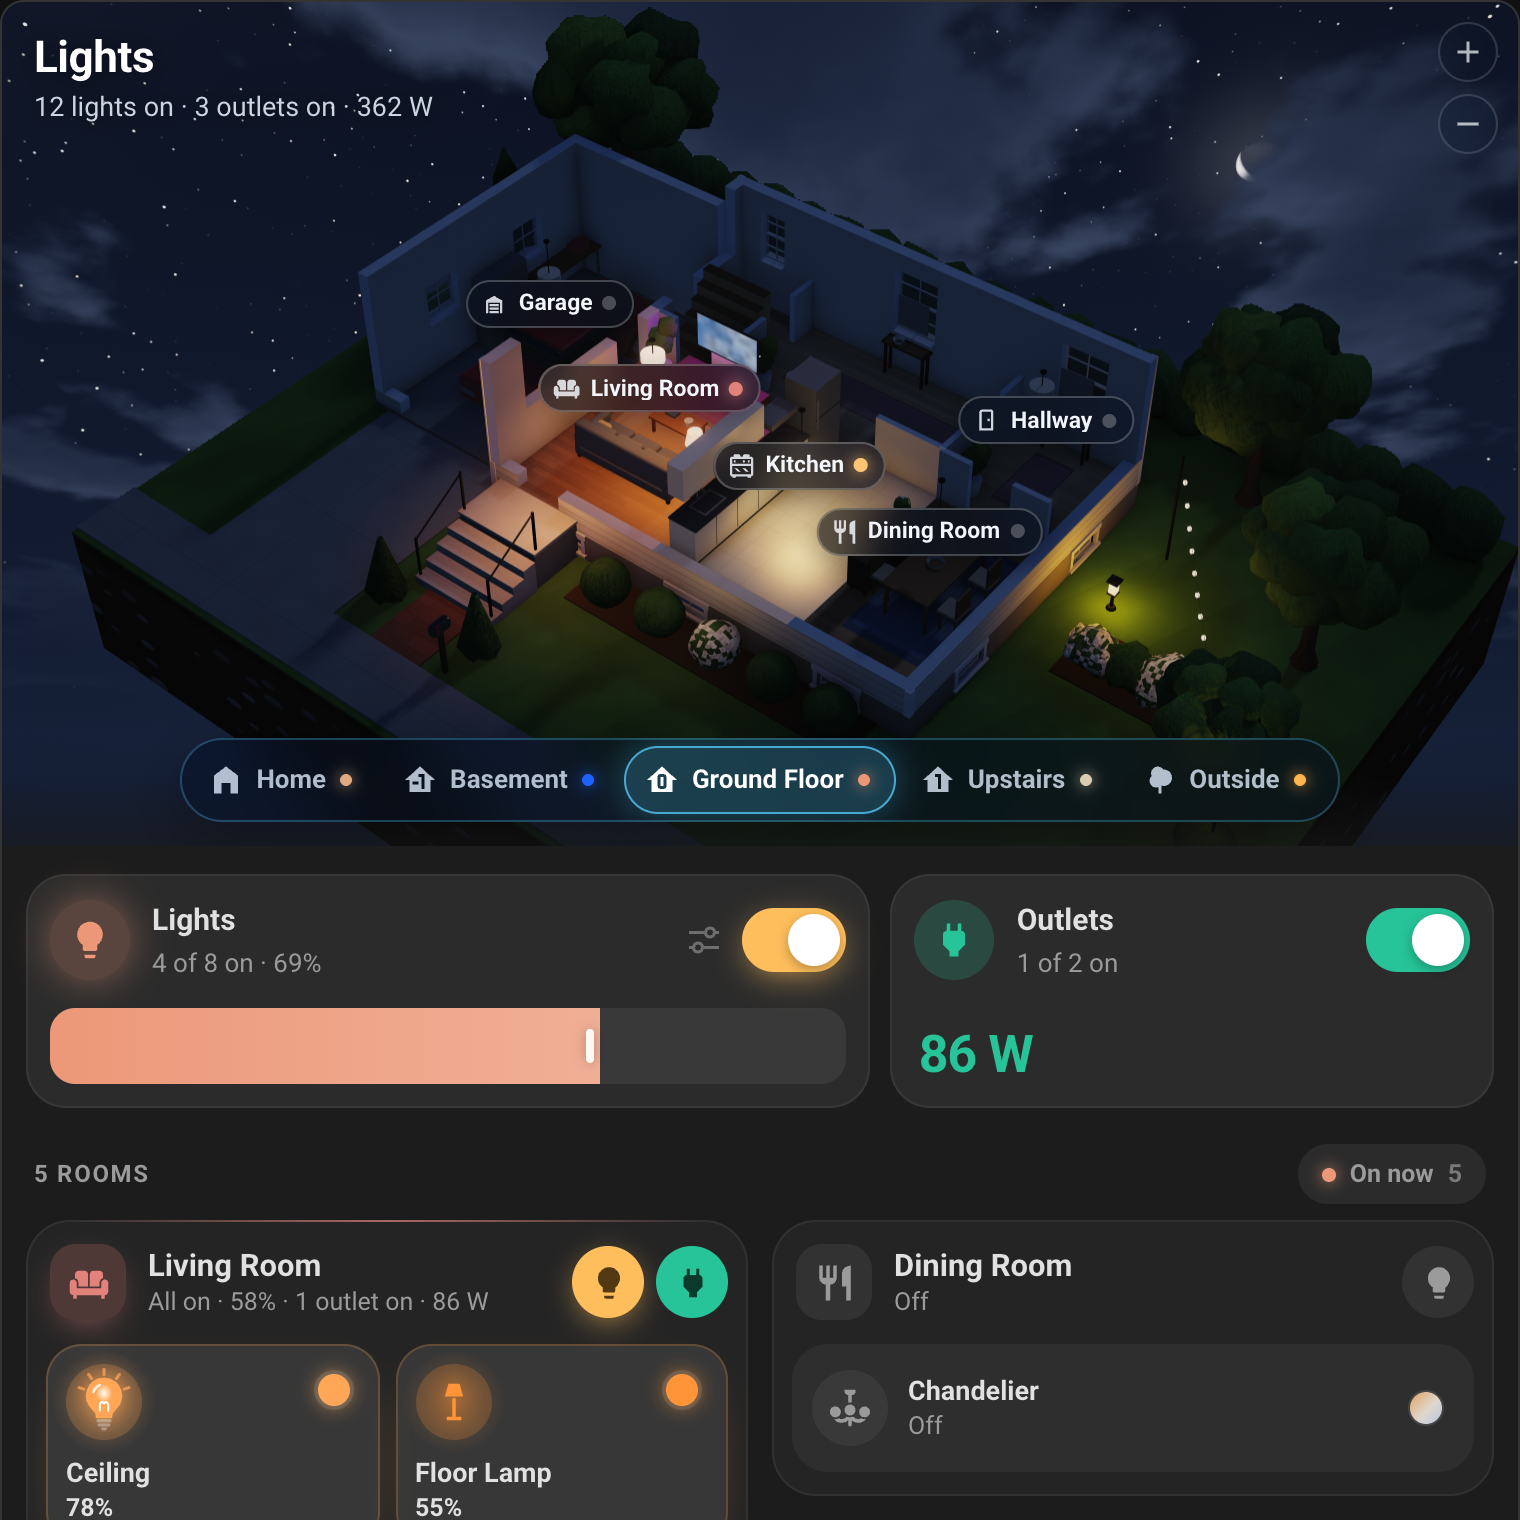 Lights
12 lights on · 3 outlets on · 362 W
Garage
Living Room
Hallway
Kitchen
Dining Room
Home
-1
Basement
0
Ground Floor
1
Upstairs
Outside
Lights
4 of 8 on · 69%
Outlets
1 of 2 on
86 W
5 ROOMS
On now 5
Living Room
All on · 58% · 1 outlet on · 86 W
Dining Room
Off
Ceiling
78%
Floor Lamp
55%
Chandelier
Off